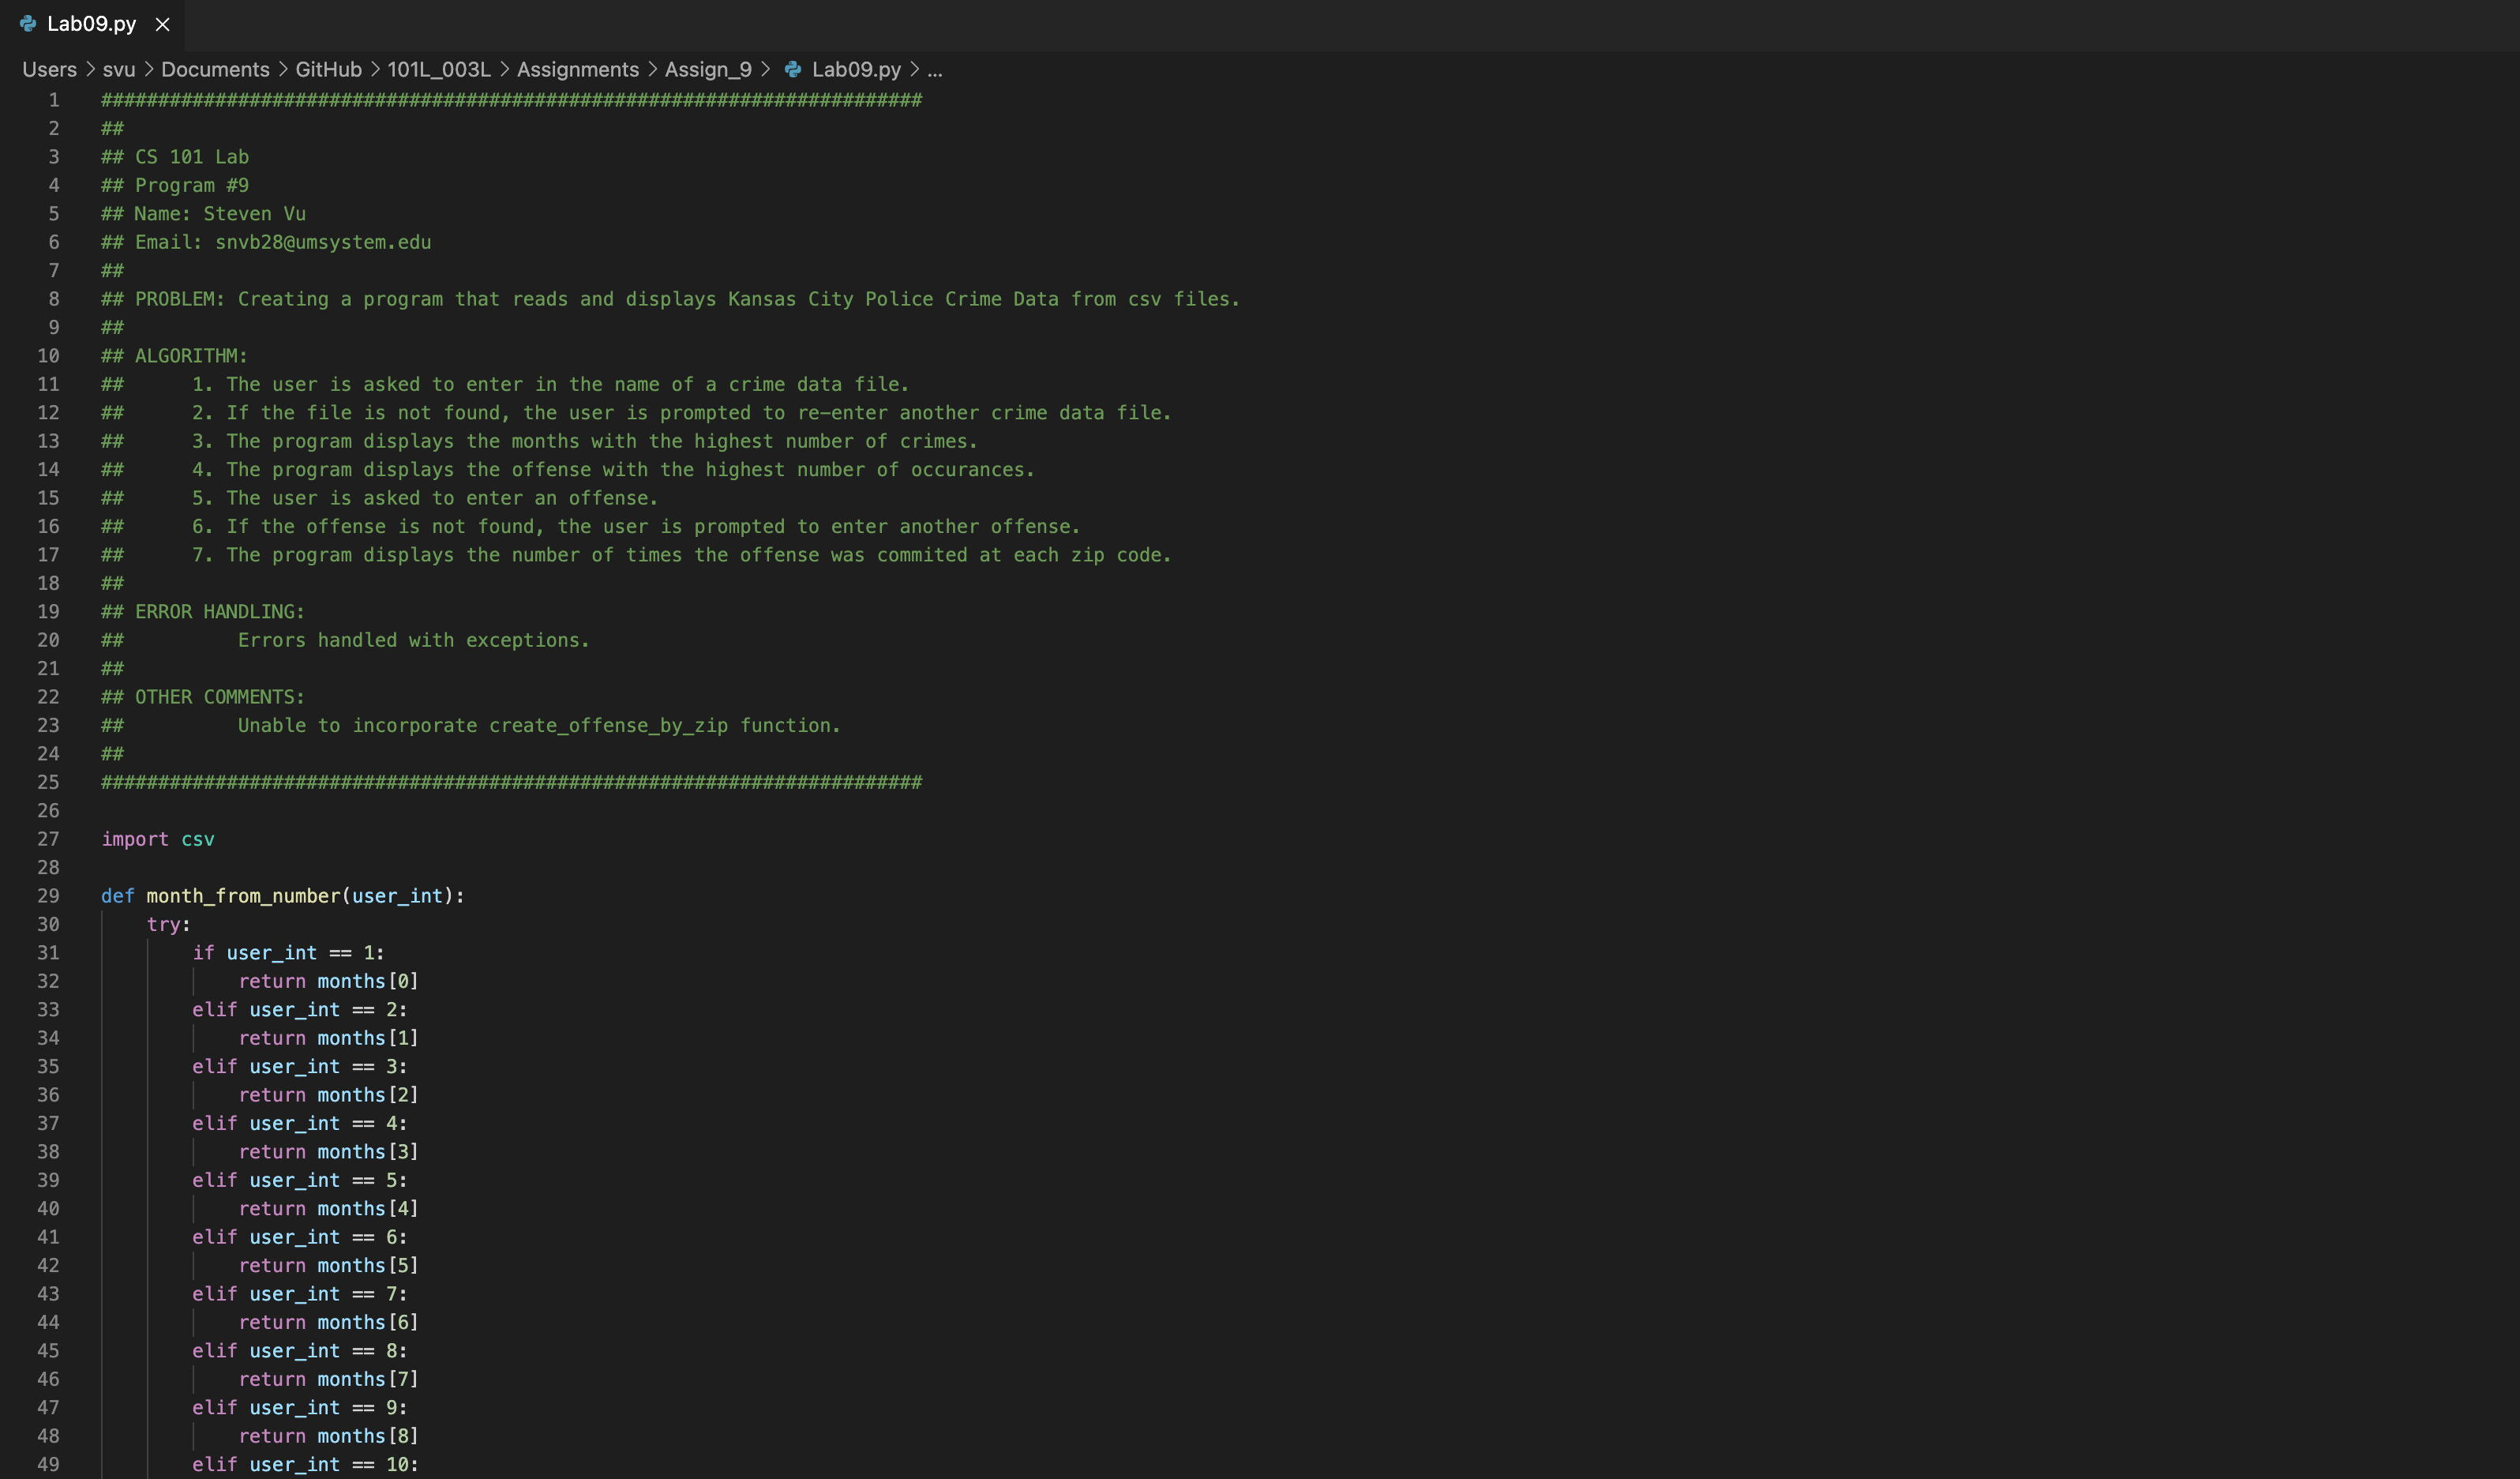 Lab09.py
Users > svu > Documents > GitHub > 101L_003L > Assignments > Assign_9 > Lab09.py > ...
1 ########################################################################
2 ##
3 ## CS 101 Lab
4 ## Program #9
5 ## Name: Steven Vu
6 ## Email: snvb28@umsystem.edu
7 ##
8 ## PROBLEM: Creating a program that reads and displays Kansas City Police Crime Data from csv files.
9 ##
10 ## ALGORITHM:
11 ##      1. The user is asked to enter in the name of a crime data file.
12 ##      2. If the file is not found, the user is prompted to re-enter another crime data file.
13 ##      3. The program displays the months with the highest number of crimes.
14 ##      4. The program displays the offense with the highest number of occurances.
15 ##      5. The user is asked to enter an offense.
16 ##      6. If the offense is not found, the user is prompted to enter another offense.
17 ##      7. The program displays the number of times the offense was commited at each zip code.
18 ##
19 ## ERROR HANDLING:
20 ##          Errors handled with exceptions.
21 ##
22 ## OTHER COMMENTS:
23 ##          Unable to incorporate create_offense_by_zip function.
24 ##
25 ########################################################################
26
27 import csv
28
29 def month_from_number(user_int):
30     try:
31         if user_int == 1:
32             return months[0]
33         elif user_int == 2:
34             return months[1]
35         elif user_int == 3:
36             return months[2]
37         elif user_int == 4:
38             return months[3]
39         elif user_int == 5:
40             return months[4]
41         elif user_int == 6:
42             return months[5]
43         elif user_int == 7:
44             return months[6]
45         elif user_int == 8:
46             return months[7]
47         elif user_int == 9:
48             return months[8]
49         elif user_int == 10: